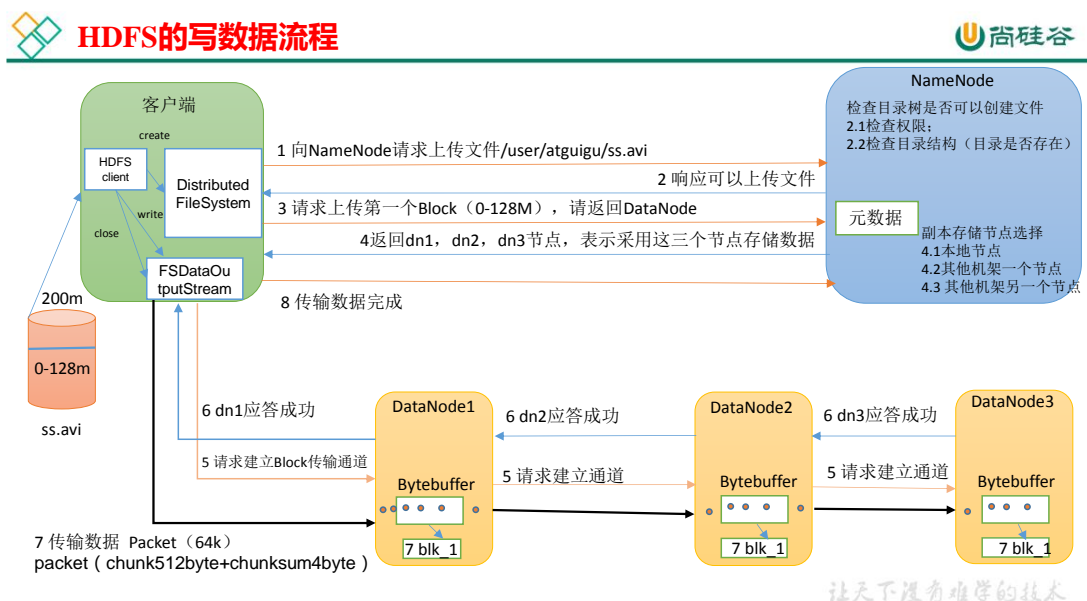 HDFS的写数据流程
尚硅谷
客户端
create
HDFS
client
Distributed
FileSystem
write
close
FSDataOu
tputStream
200m
0-128m
ss.avi
1 向NameNode请求上传文件/user/atguigu/ss.avi
2 响应可以上传文件
3 请求上传第一个Block（0-128M），请返回DataNode
4返回dn1，dn2，dn3节点，表示采用这三个节点存储数据
8 传输数据完成
NameNode
检查目录树是否可以创建文件
2.1检查权限；
2.2检查目录结构（目录是否存在）
元数据
副本存储节点选择
4.1本地节点
4.2其他机架一个节点
4.3 其他机架另一个节点
6 dn1应答成功
5 请求建立Block传输通道
DataNode1
Bytebuffer
7 blk_1
6 dn2应答成功
5 请求建立通道
DataNode2
Bytebuffer
7 blk_1
6 dn3应答成功
5 请求建立通道
DataNode3
Bytebuffer
7 blk_1
7 传输数据 Packet（64k）
packet（chunk512byte+chunksum4byte）
让天下没有难学的技术